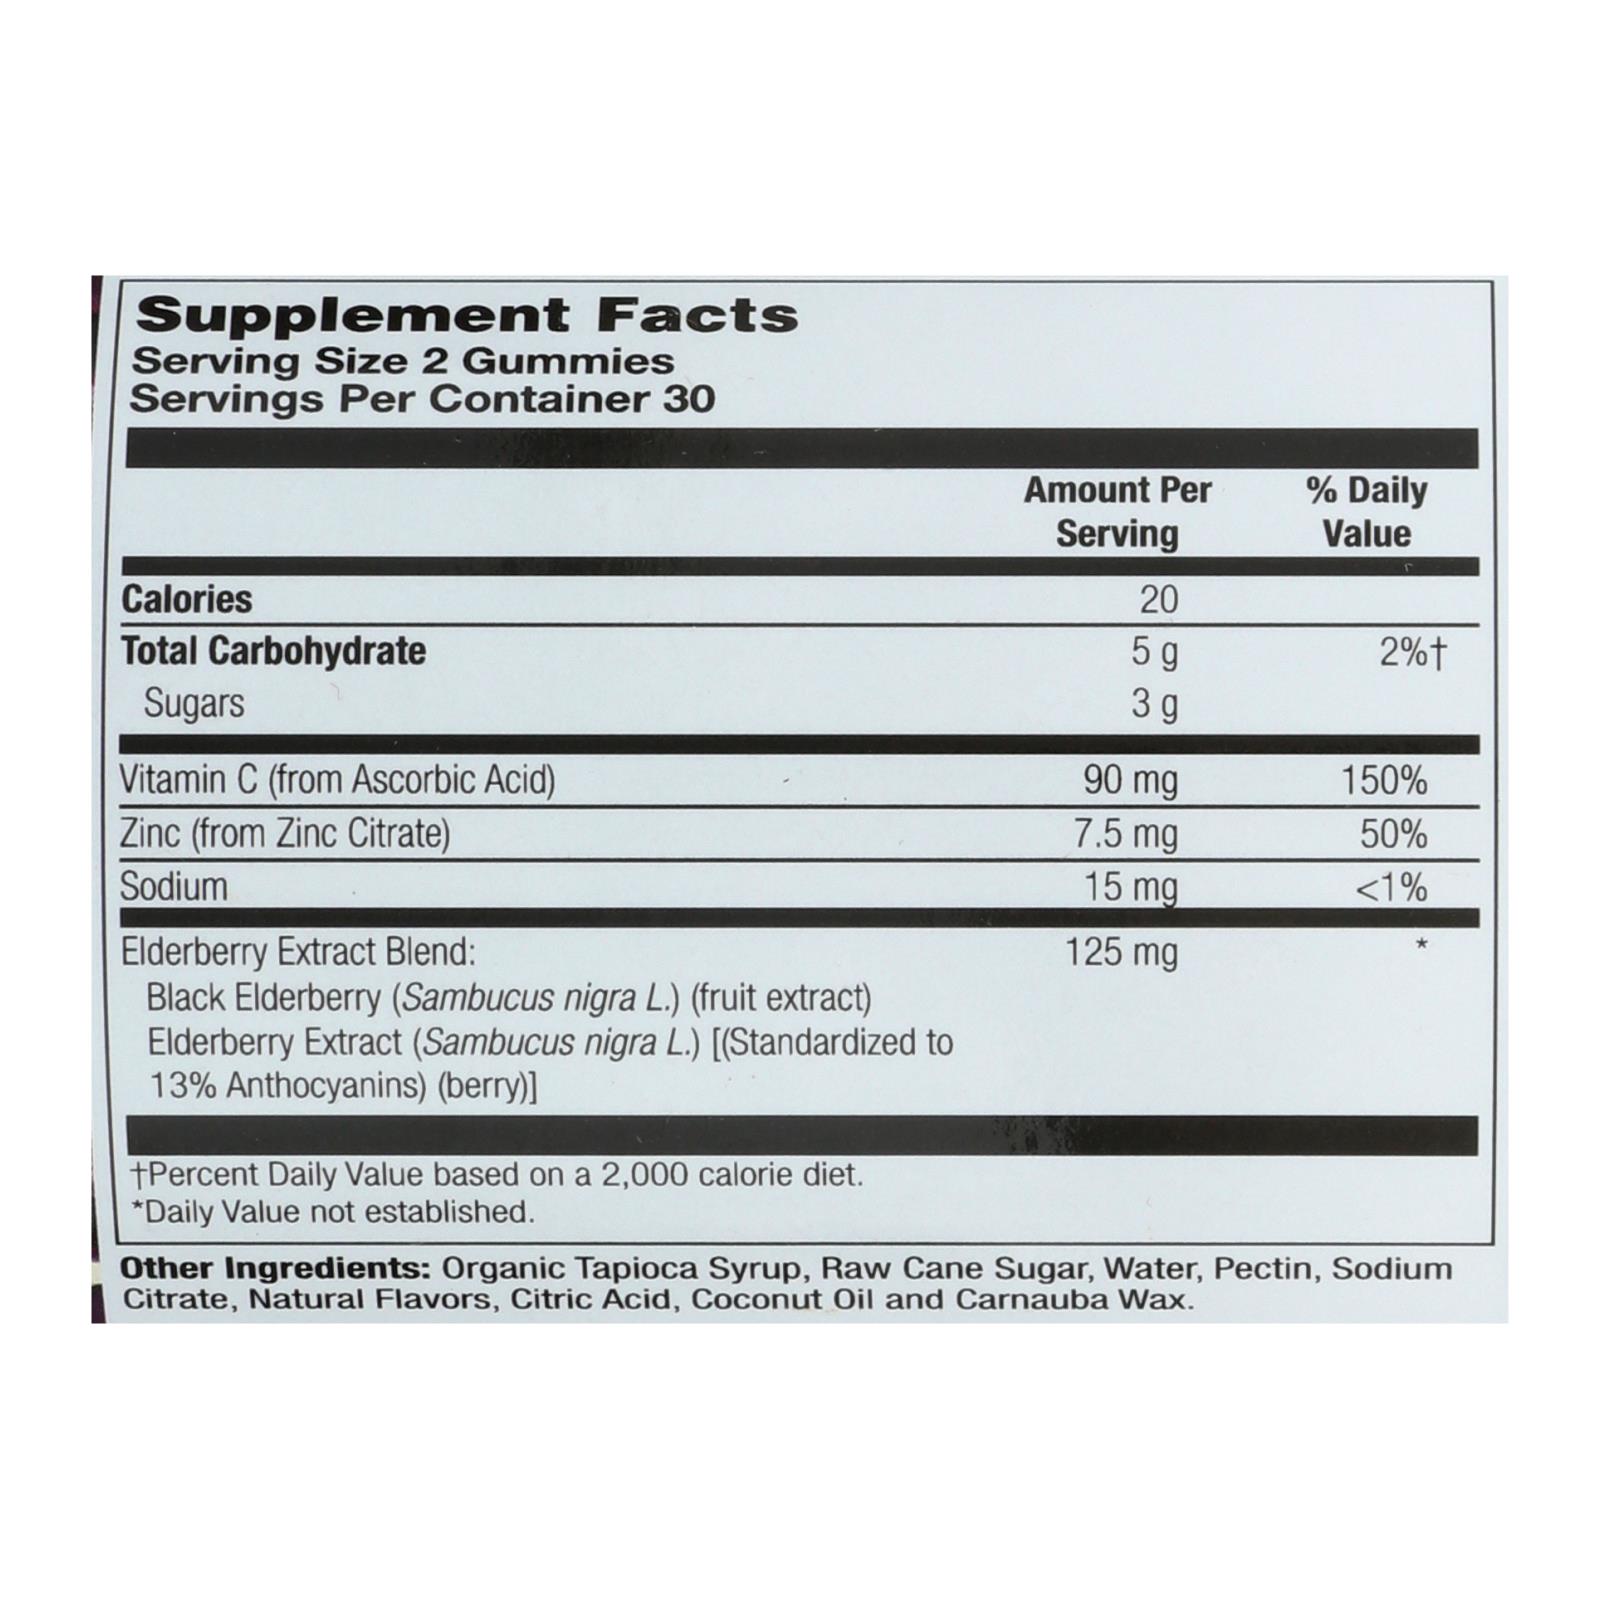 Supplement Facts
Serving Size 2 Gummies
Servings Per Container 30
Amount Per Serving % Daily Value
Calories 20
Total Carbohydrate 5 g 2%†
Sugars 3 g
Vitamin C (from Ascorbic Acid) 90 mg 150%
Zinc (from Zinc Citrate) 7.5 mg 50%
Sodium 15 mg <1%
Elderberry Extract Blend: 125 mg *
Black Elderberry (Sambucus nigra L.) (fruit extract)
Elderberry Extract (Sambucus nigra L.) [(Standardized to
13% Anthocyanins) (berry)]
†Percent Daily Value based on a 2,000 calorie diet.
*Daily Value not established.
Other Ingredients: Organic Tapioca Syrup, Raw Cane Sugar, Water, Pectin, Sodium
Citrate, Natural Flavors, Citric Acid, Coconut Oil and Carnauba Wax.